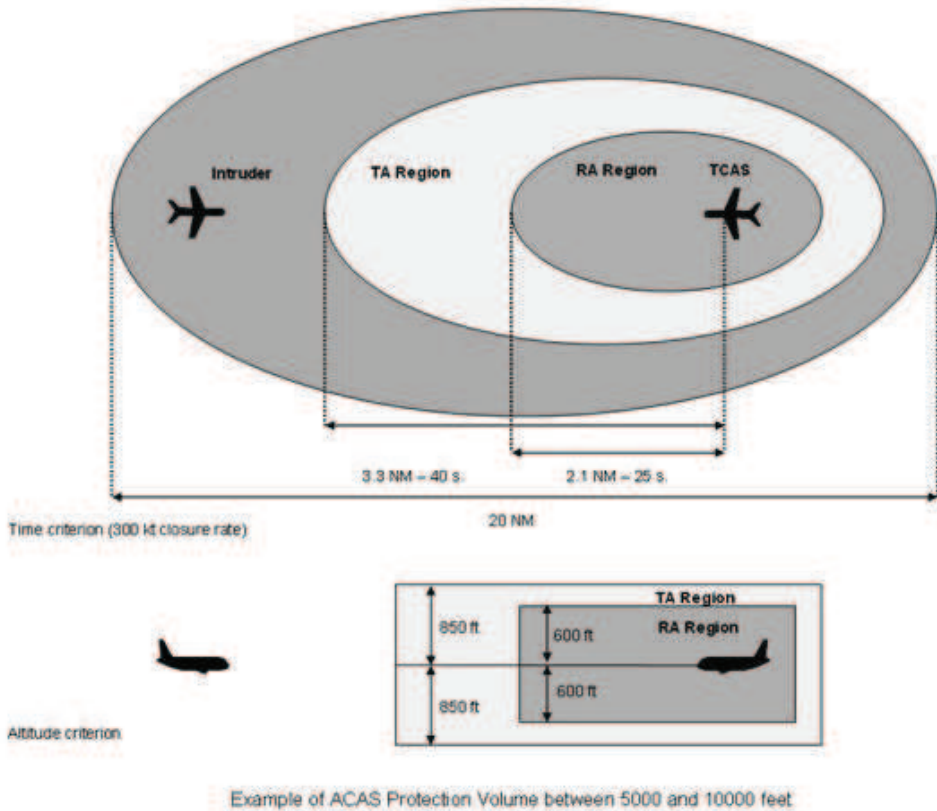 Intruder TA Region RA Region TCAS
3.3 NM – 40 s. 2.1 NM – 25 s.
20 NM
Time criterion (300 kt closure rate)
TA Region
850 ft 600 ft RA Region
850 ft 600 ft
Altitude criterion
Example of ACAS Protection Volume between 5000 and 10000 feet